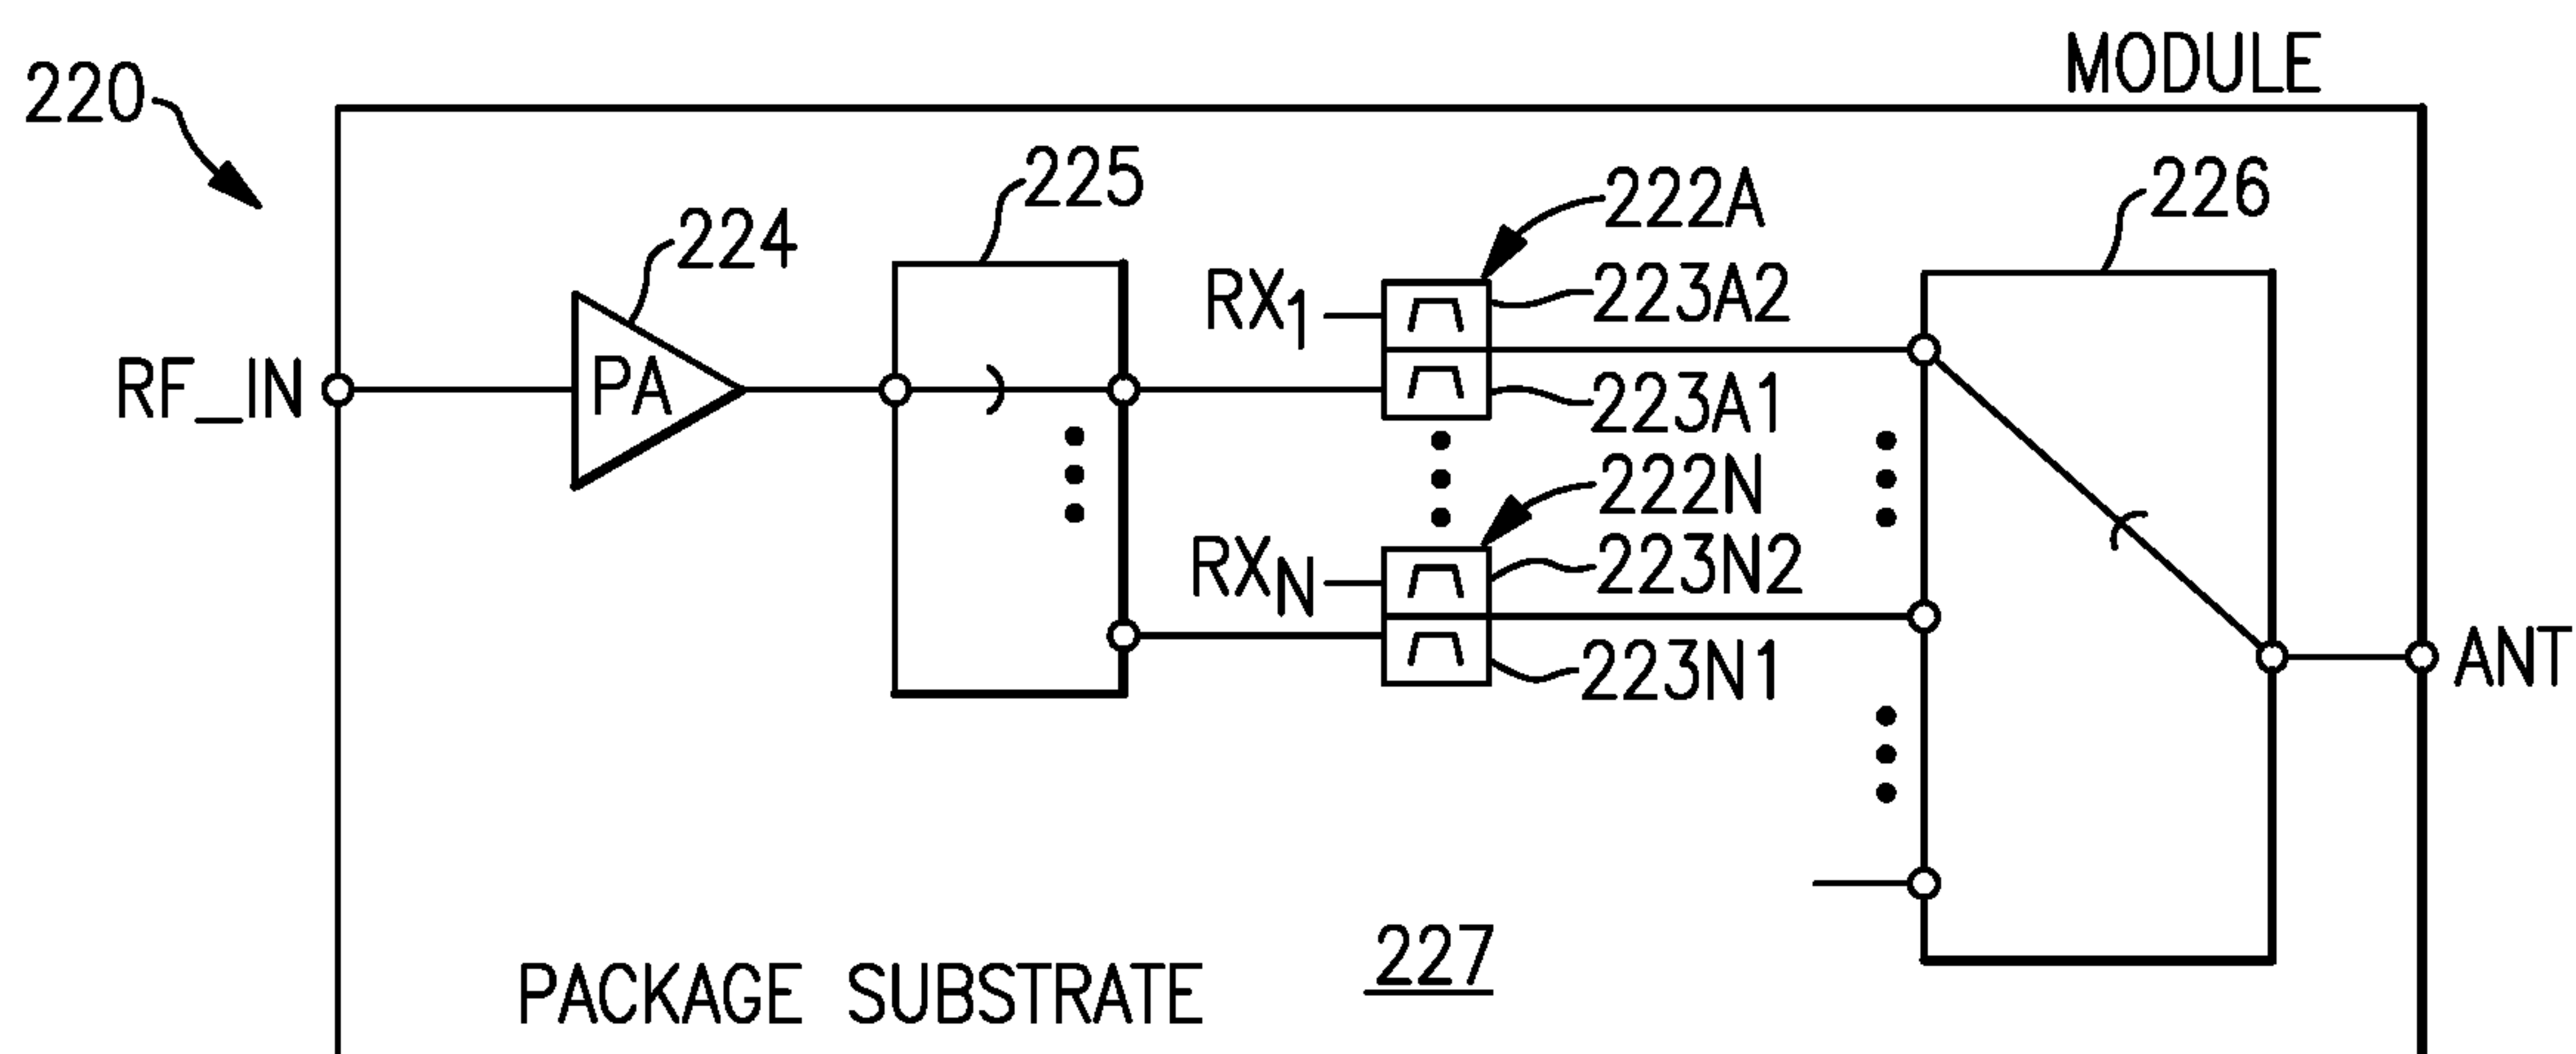 MODULE
220
225
226
222A
224
RX1
223A2
RF_IN
PA
223A1
222N
RXN
223N2
223N1
ANT
227
PACKAGE SUBSTRATE